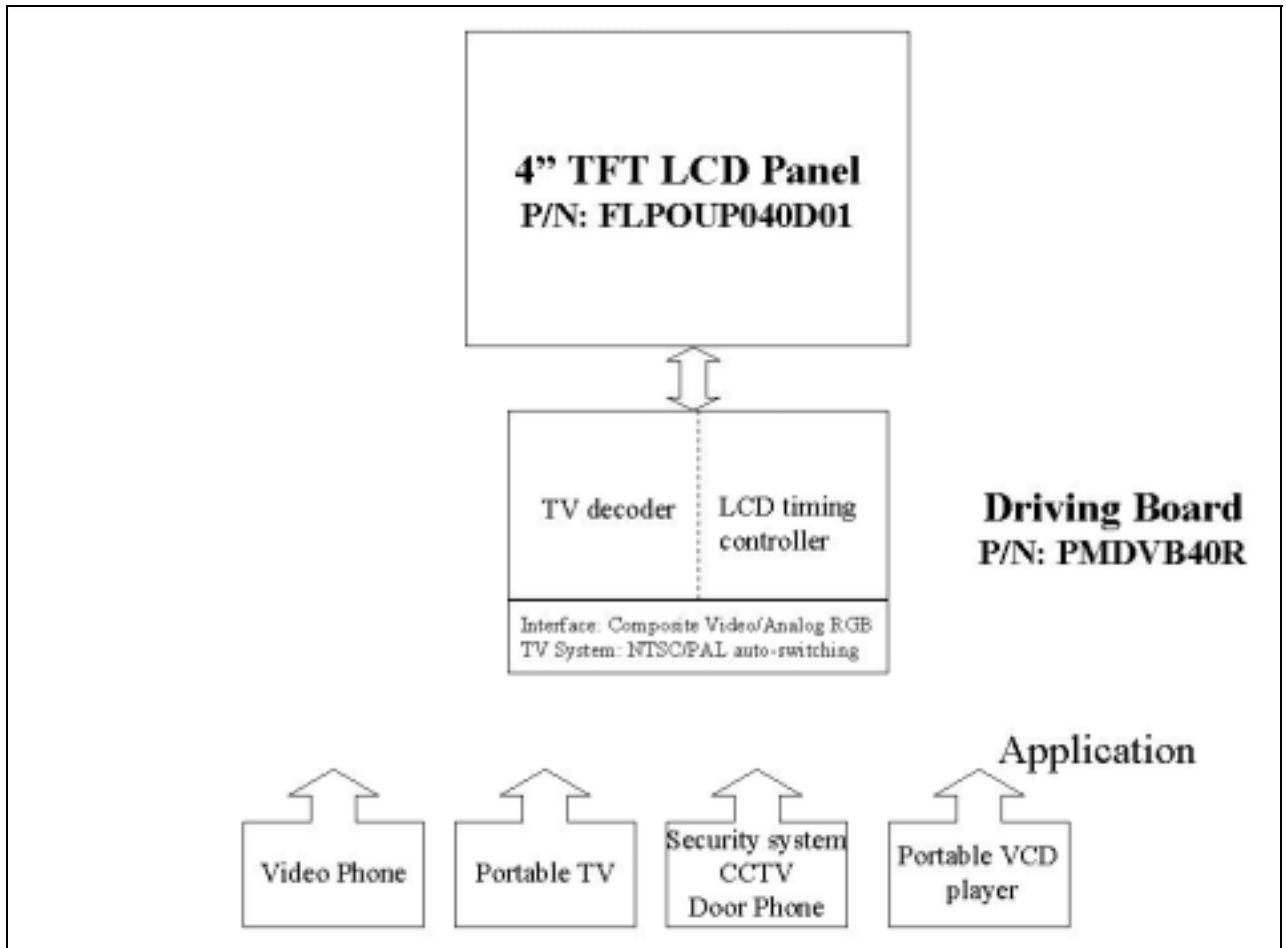 4” TFT LCD Panel
P/N: FLPOUP040D01
TV decoder
LCD timing
controller
Driving Board
P/N: PMDVB40R
Interface: Composite Video/Analog RGB
TV System: NTSC/PAL auto-switching
Application
Video Phone
Portable TV
Security system
CCTV
Door Phone
Portable VCD
player